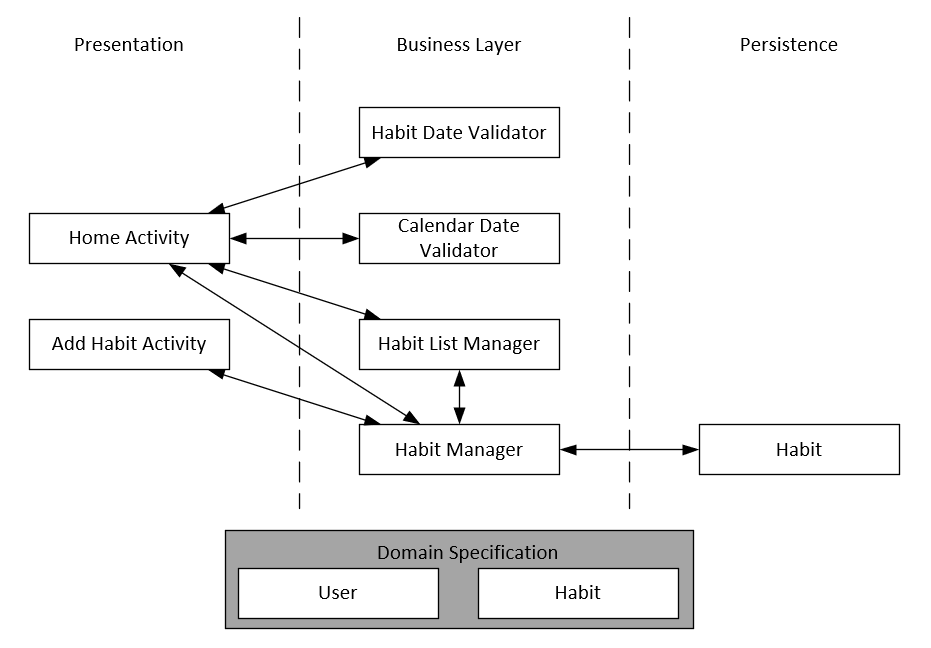 Presentation
Business Layer
Persistence
Habit Date Validator
Home Activity
Calendar Date
Validator
Add Habit Activity
Habit List Manager
Habit Manager
Habit
Domain Specification
User
Habit